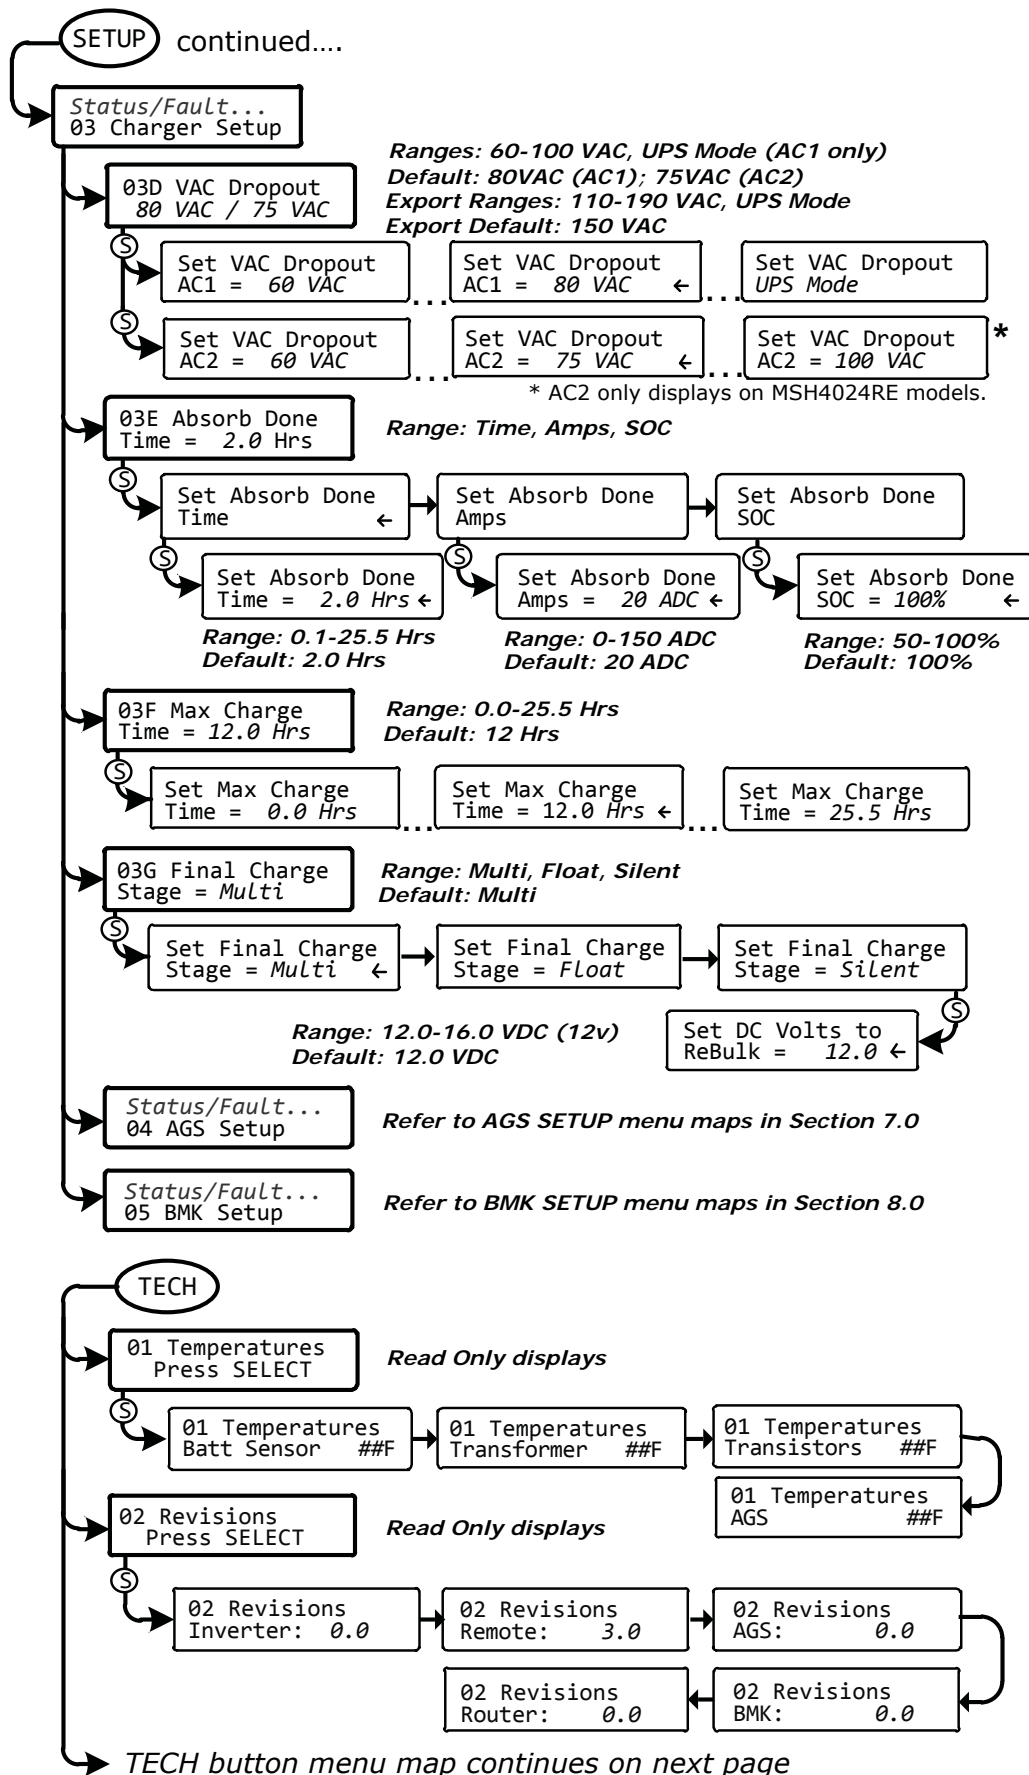 SETUP continued....
Status/Fault...
03 Charger Setup
Ranges: 60-100 VAC, UPS Mode (AC1 only)
Default: 80VAC (AC1); 75VAC (AC2)
Export Ranges: 110-190 VAC, UPS Mode
Export Default: 150 VAC
03D VAC Dropout
80 VAC / 75 VAC
S
Set VAC Dropout
AC1 = 60 VAC
...
Set VAC Dropout
AC1 = 80 VAC ←
...
Set VAC Dropout
UPS Mode
S
Set VAC Dropout
AC2 = 60 VAC
...
Set VAC Dropout
AC2 = 75 VAC ←
...
Set VAC Dropout
AC2 = 100 VAC
*
* AC2 only displays on MSH4024RE models.
03E Absorb Done
Time = 2.0 Hrs
Range: Time, Amps, SOC
S
Set Absorb Done
Time ←
Set Absorb Done
Amps
Set Absorb Done
SOC
S
Set Absorb Done
Time = 2.0 Hrs ←
S
Set Absorb Done
Amps = 20 ADC ←
S
Set Absorb Done
SOC = 100% ←
Range: 0.1-25.5 Hrs
Default: 2.0 Hrs
Range: 0-150 ADC
Default: 20 ADC
Range: 50-100%
Default: 100%
03F Max Charge
Time = 12.0 Hrs
Range: 0.0-25.5 Hrs
Default: 12 Hrs
S
Set Max Charge
Time = 0.0 Hrs
...
Set Max Charge
Time = 12.0 Hrs ←
...
Set Max Charge
Time = 25.5 Hrs
03G Final Charge
Stage = Multi
Range: Multi, Float, Silent
Default: Multi
S
Set Final Charge
Stage = Multi ←
Set Final Charge
Stage = Float
Set Final Charge
Stage = Silent
S
Range: 12.0-16.0 VDC (12v)
Default: 12.0 VDC
Set DC Volts to
ReBulk = 12.0 ←
Status/Fault...
04 AGS Setup
Refer to AGS SETUP menu maps in Section 7.0
Status/Fault...
05 BMK Setup
Refer to BMK SETUP menu maps in Section 8.0
TECH
01 Temperatures
Press SELECT
Read Only displays
S
01 Temperatures
Batt Sensor ##F
01 Temperatures
Transformer ##F
01 Temperatures
Transistors ##F
01 Temperatures
AGS ##F
02 Revisions
Press SELECT
Read Only displays
S
02 Revisions
Inverter: 0.0
02 Revisions
Remote: 3.0
02 Revisions
AGS: 0.0
02 Revisions
Router: 0.0
02 Revisions
BMK: 0.0
TECH button menu map continues on next page